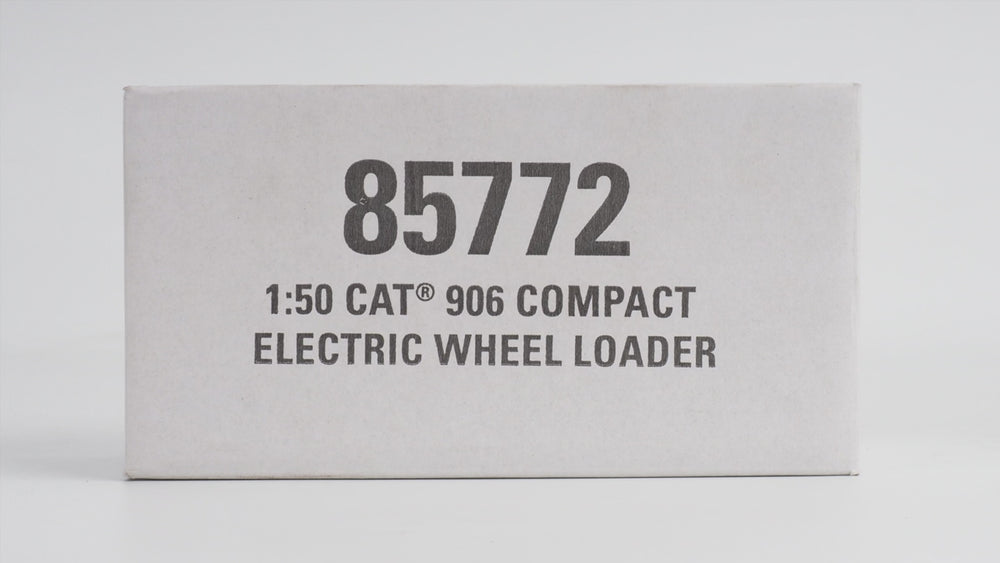 85772
1:50 CAT® 906 COMPACT
ELECTRIC WHEEL LOADER